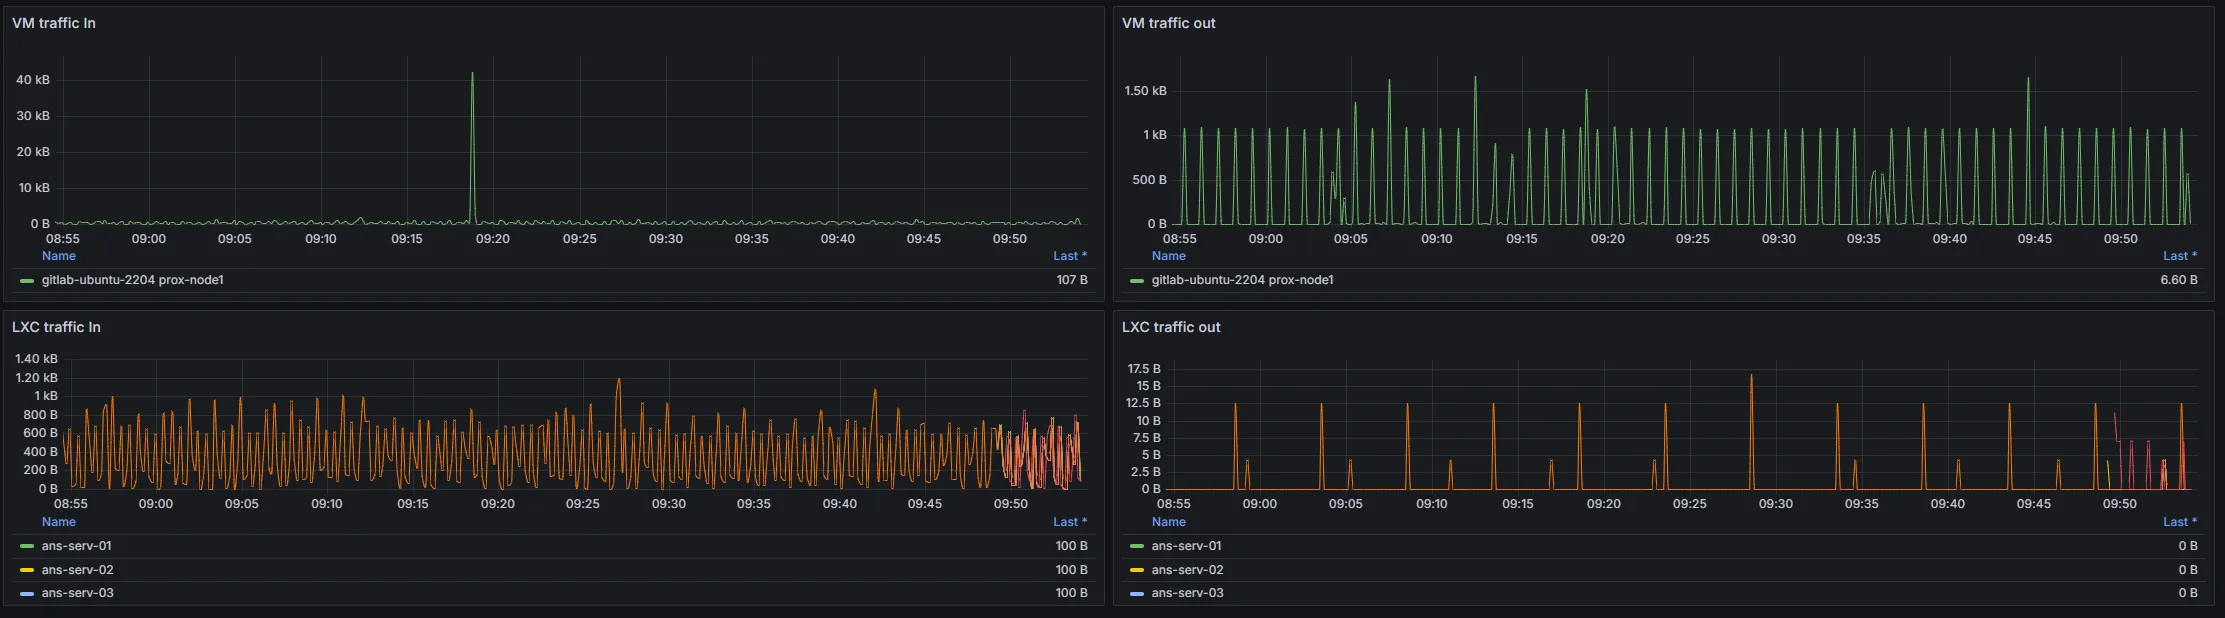 VM traffic In
40 kB
30 kB
20 kB
10 kB
0 B
08:55 09:00 09:05 09:10 09:15 09:20 09:25 09:30 09:35 09:40 09:45 09:50
Name Last *
gitlab-ubuntu-2204 prox-node1 107 B
VM traffic out
1.50 kB
1 kB
500 B
0 B
08:55 09:00 09:05 09:10 09:15 09:20 09:25 09:30 09:35 09:40 09:45 09:50
Name Last *
gitlab-ubuntu-2204 prox-node1 6.60 B
LXC traffic In
1.40 kB
1.20 kB
1 kB
800 B
600 B
400 B
200 B
0 B
08:55 09:00 09:05 09:10 09:15 09:20 09:25 09:30 09:35 09:40 09:45 09:50
Name Last *
ans-serv-01 100 B
ans-serv-02 100 B
ans-serv-03 100 B
LXC traffic out
17.5 B
15 B
12.5 B
10 B
7.5 B
5 B
2.5 B
0 B
08:55 09:00 09:05 09:10 09:15 09:20 09:25 09:30 09:35 09:40 09:45 09:50
Name Last *
ans-serv-01 0 B
ans-serv-02 0 B
ans-serv-03 0 B